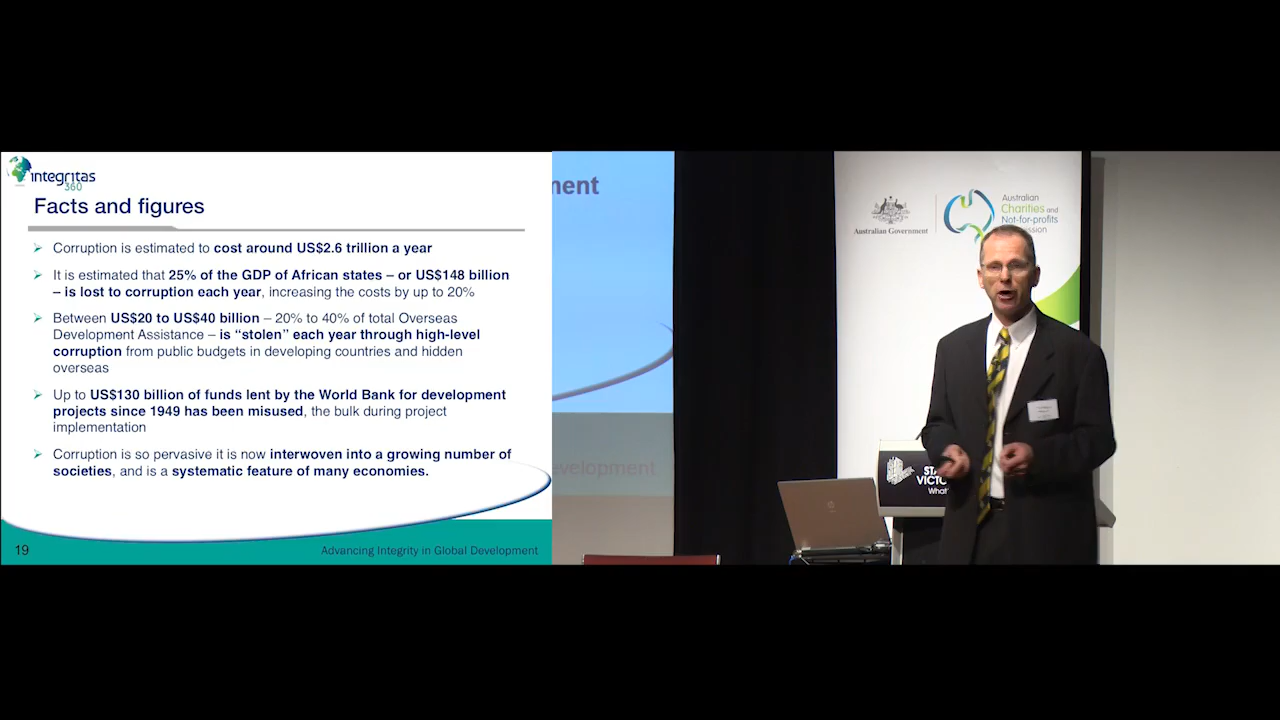 integritas
360
Facts and figures
Corruption is estimated to cost around US$2.6 trillion a year
It is estimated that 25% of the GDP of African states – or US$148 billion
– is lost to corruption each year, increasing the costs by up to 20%
Between US$20 to US$40 billion – 20% to 40% of total Overseas
Development Assistance – is “stolen” each year through high-level
corruption from public budgets in developing countries and hidden
overseas
Up to US$130 billion of funds lent by the World Bank for development
projects since 1949 has been misused, the bulk during project
implementation
Corruption is so pervasive it is now interwoven into a growing number of
societies, and is a systematic feature of many economies.
19
Advancing Integrity in Global Development
ment
evelopment
Australian Government
Australian
Charities and
Not-for-profits
ission
STA
VICTO
What'
hp